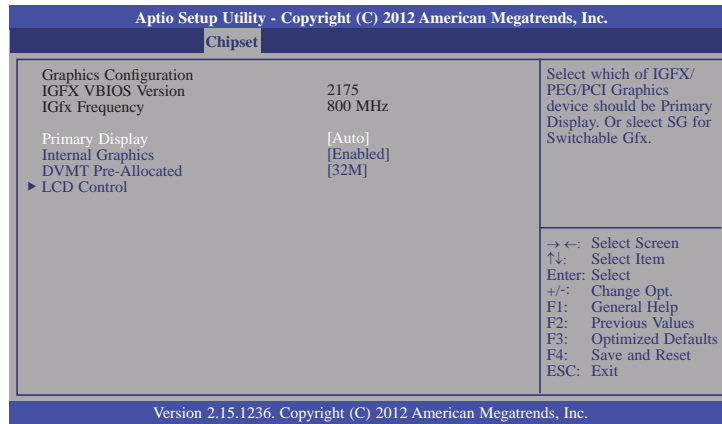 Aptio Setup Utility - Copyright (C) 2012 American Megatrends, Inc.
Chipset
Graphics Configuration
IGFX VBIOS Version 2175
IGfx Frequency 800 MHz
Primary Display [Auto]
Internal Graphics [Enabled]
DVMT Pre-Allocated [32M]
▶ LCD Control
Select which of IGFX/
PEG/PCI Graphics
device should be Primary
Display. Or sleect SG for
Switchable Gfx.
→ ←: Select Screen
↑↓: Select Item
Enter: Select
+/-: Change Opt.
F1: General Help
F2: Previous Values
F3: Optimized Defaults
F4: Save and Reset
ESC: Exit
Version 2.15.1236. Copyright (C) 2012 American Megatrends, Inc.